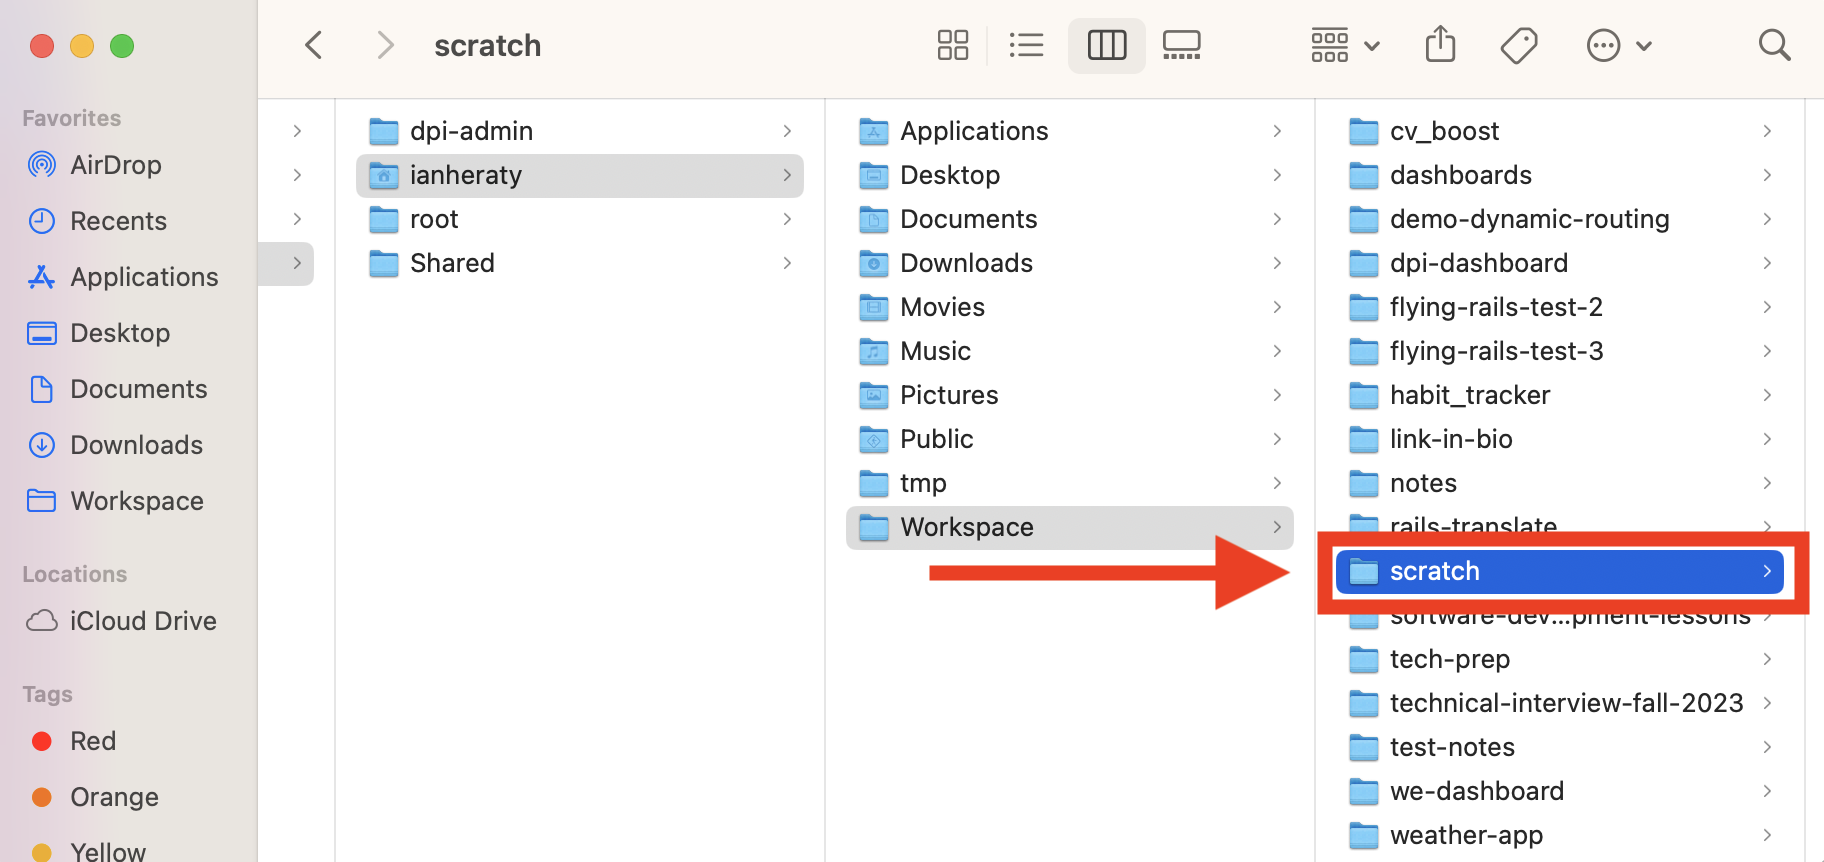 scratch
Favorites
AirDrop
Recents
Applications
Desktop
Documents
Downloads
Workspace
Locations
iCloud Drive
Tags
Red
Orange
Yellow
dpi-admin
ianheraty
root
Shared
Applications
Desktop
Documents
Downloads
Movies
Music
Pictures
Public
tmp
Workspace
cv_boost
dashboards
demo-dynamic-routing
dpi-dashboard
flying-rails-test-2
flying-rails-test-3
habit_tracker
link-in-bio
notes
rails-translate
scratch
software-dev...pment-lessons
tech-prep
technical-interview-fall-2023
test-notes
we-dashboard
weather-app